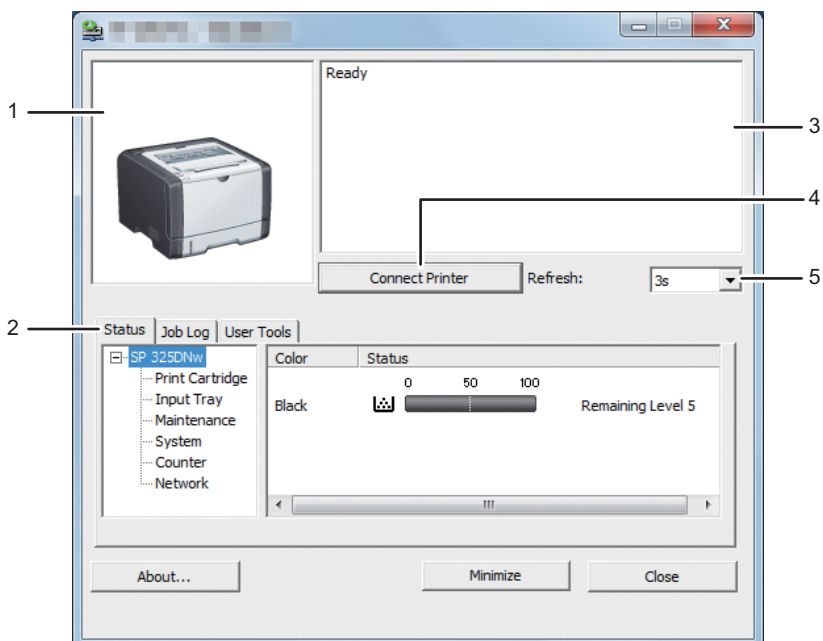 Ready
1
3
4
Connect Printer
Refresh:
3s
5
2
Status
Job Log
User Tools
SP 325DNw
Print Cartridge
Input Tray
Maintenance
System
Counter
Network
Color
Status
0
50
100
Black
Remaining Level 5
About...
Minimize
Close